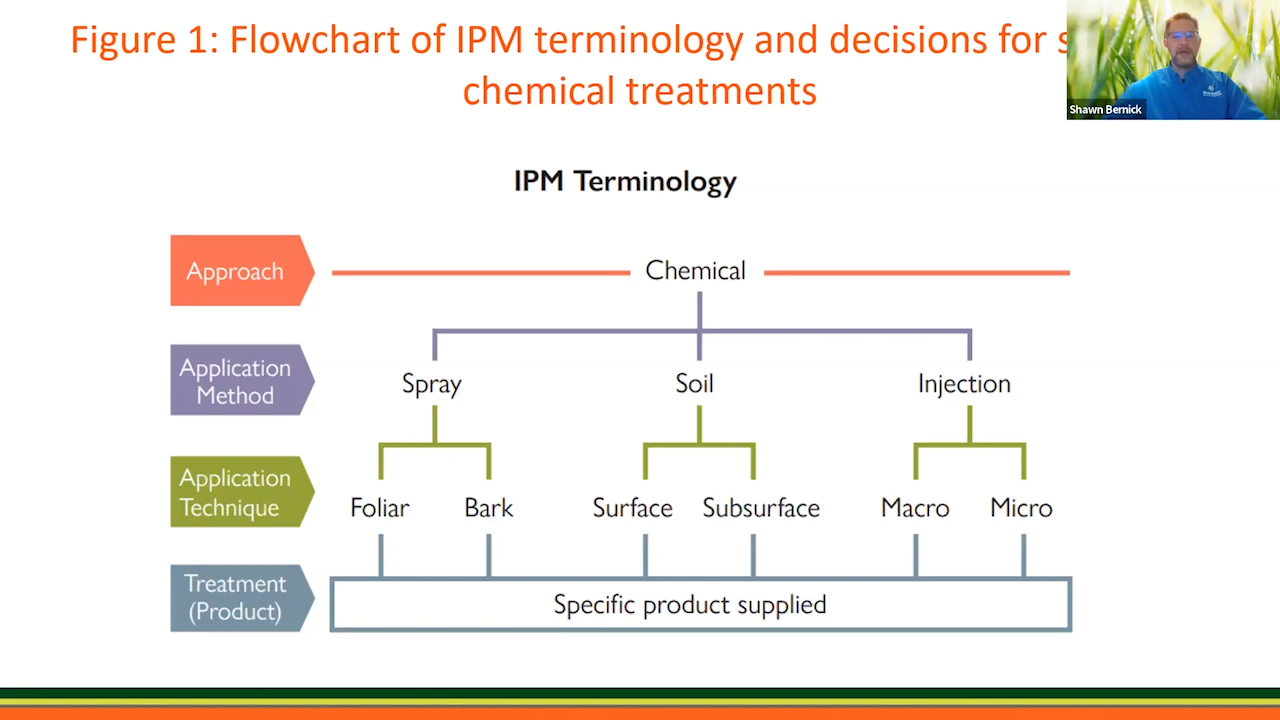 Figure 1: Flowchart of IPM terminology and decisions for
chemical treatments
Shawn Bernick
IPM Terminology
Approach
Chemical
Application
Method
Spray
Soil
Injection
Application
Technique
Foliar
Bark
Surface
Subsurface
Macro
Micro
Treatment
(Product)
Specific product supplied